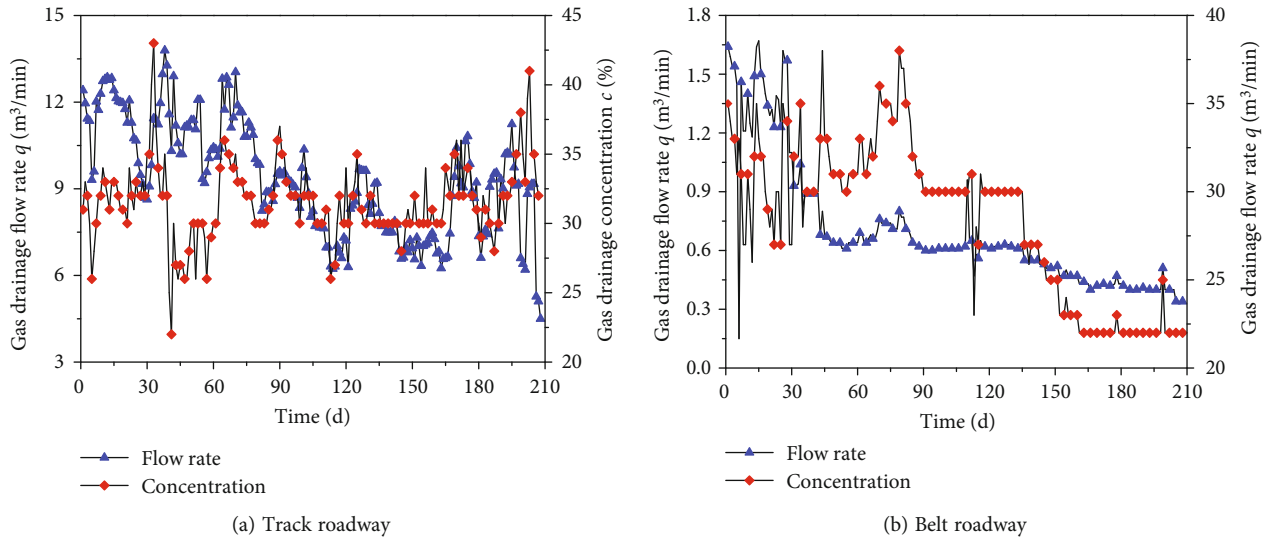 15
12
9
6
3
Gas drainage flow rate q (m³/min)
45
40
35
30
25
20
Gas drainage concentration c (%)
0 30 60 90 120 150 180 210
Time (d)
Flow rate
Concentration
(a) Track roadway
1.8
1.5
1.2
0.9
0.6
0.3
0.0
Gas drainage flow rate q (m³/min)
40
35
30
25
20
Gas drainage flow rate q (m³/min)
0 30 60 90 120 150 180 210
Time (d)
Flow rate
Concentration
(b) Belt roadway